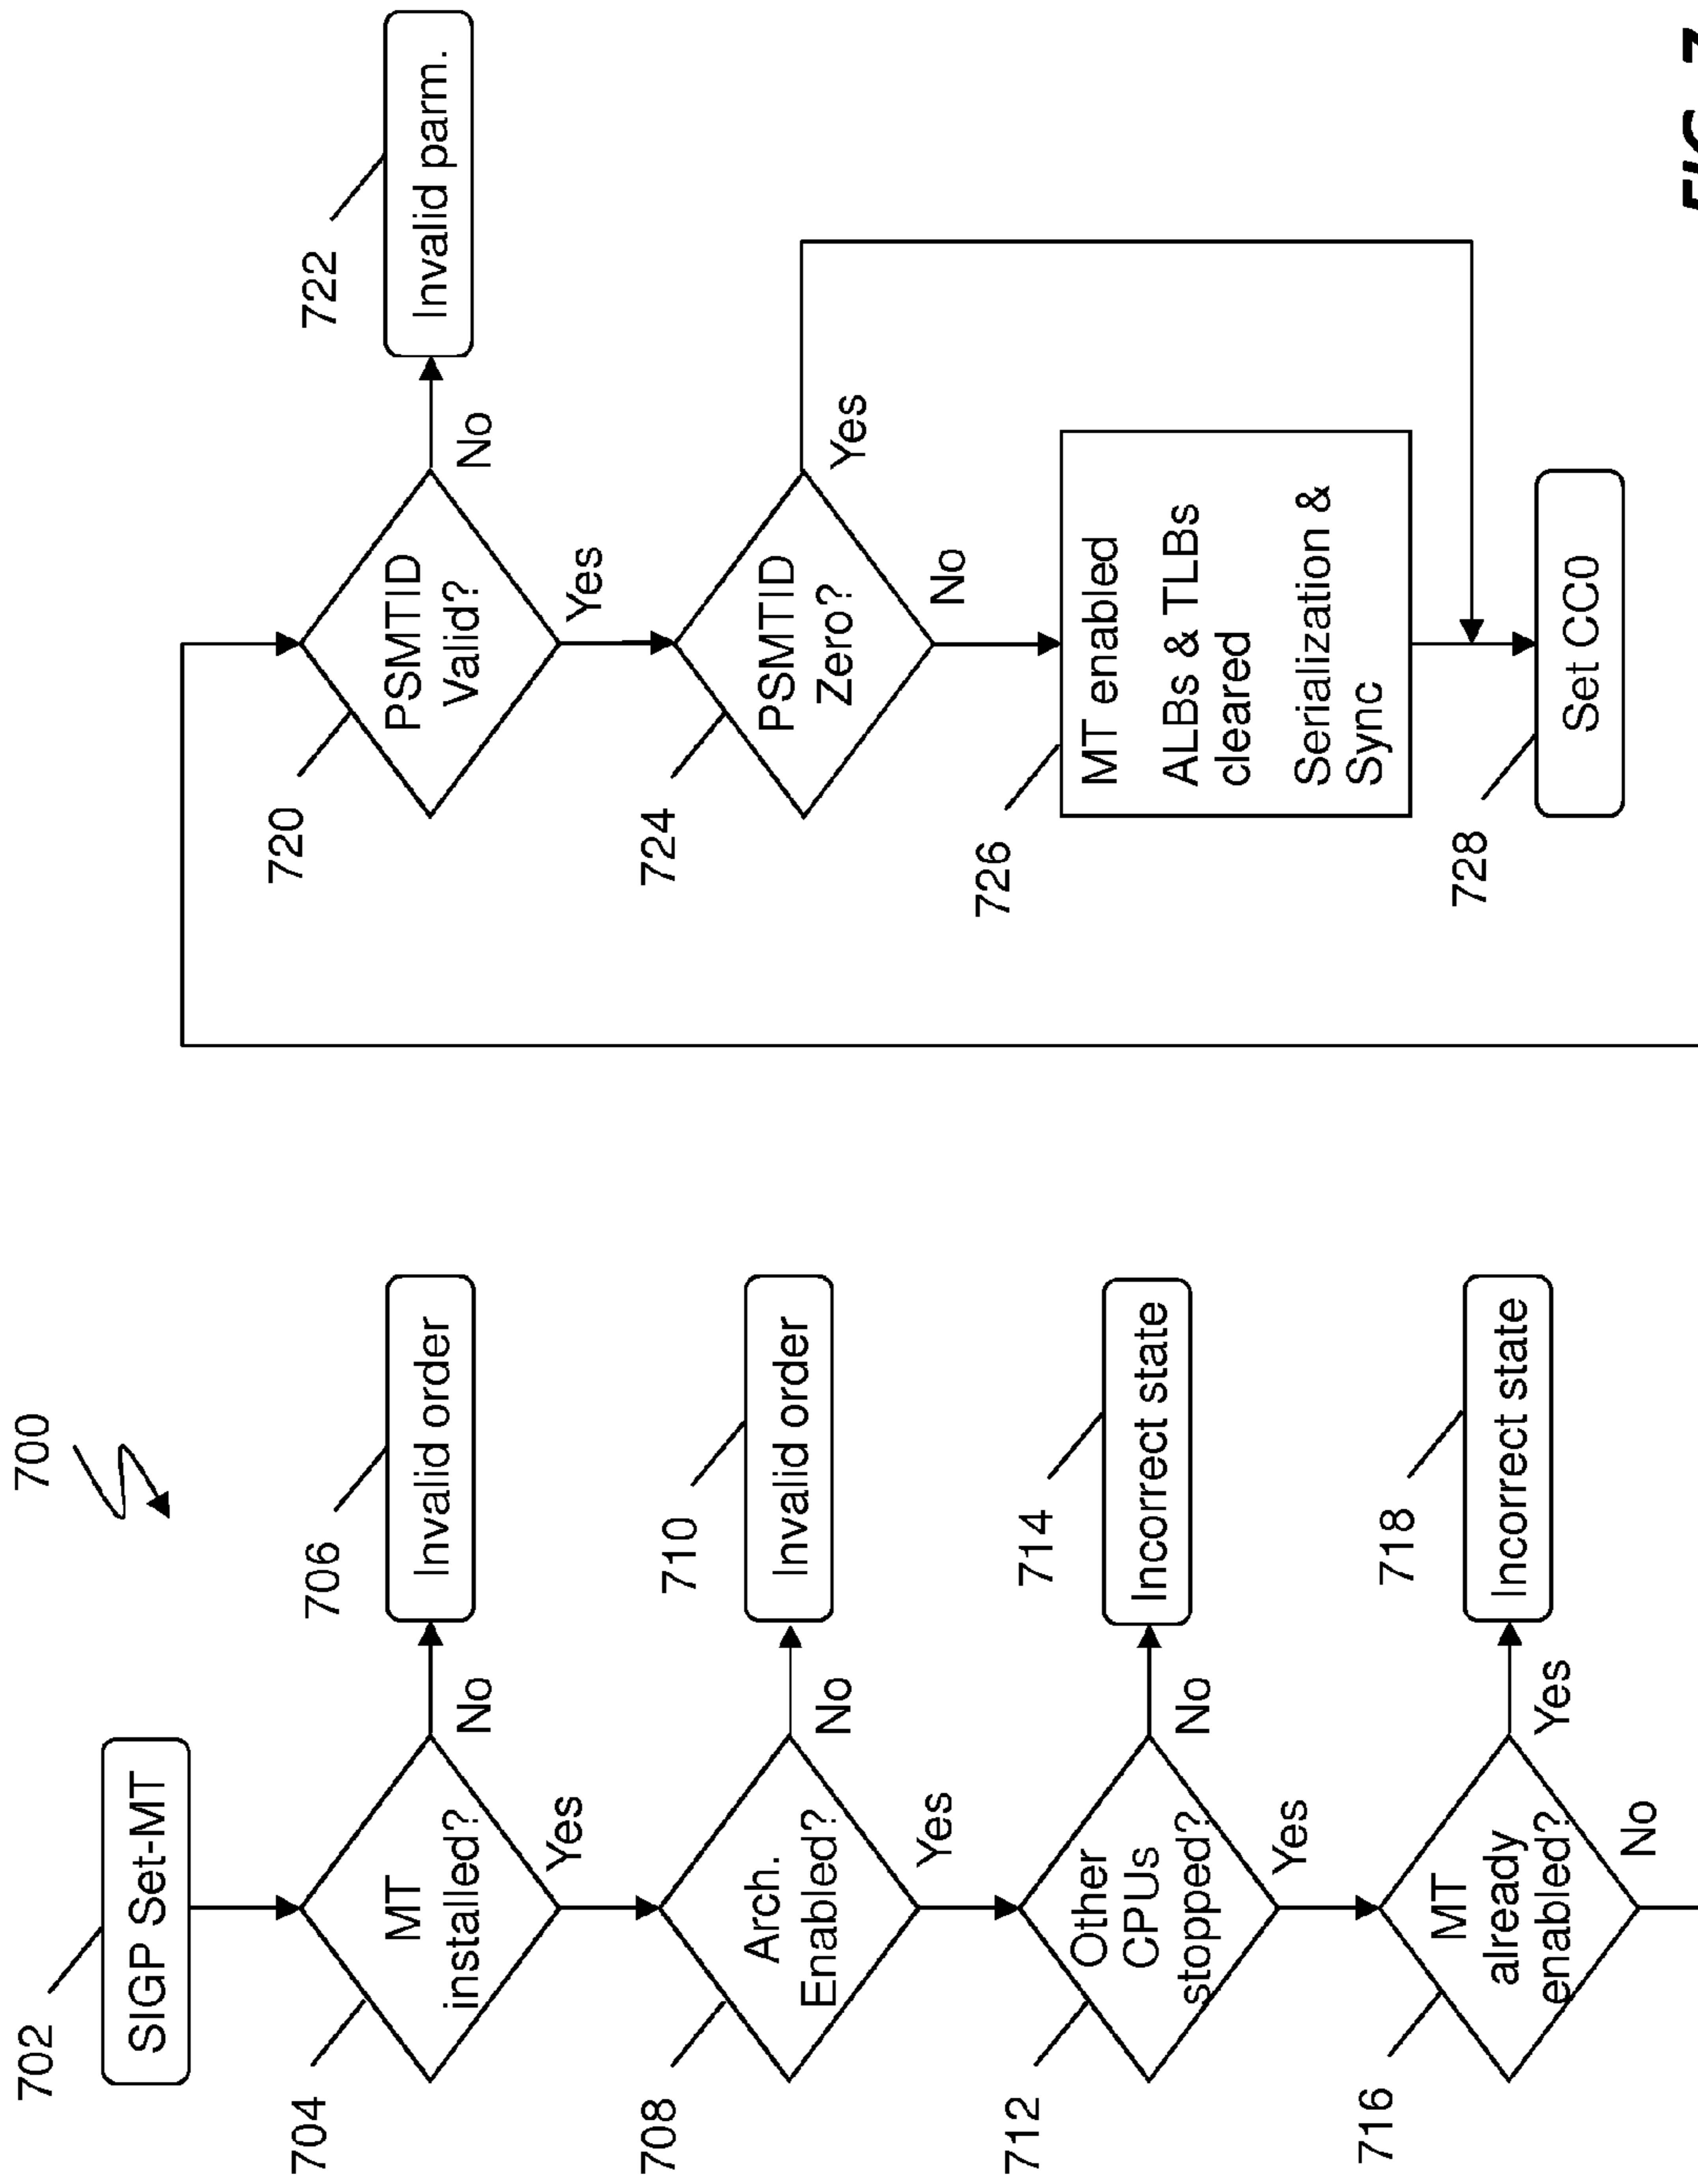 700
702
SIGP Set-MT
704
MT
installed?
No
706
Invalid order
Yes
708
Arch.
Enabled?
No
710
Invalid order
Yes
712
Other
CPUs
stopped?
No
714
Incorrect state
Yes
716
MT
already
enabled?
Yes
718
Incorrect state
No
720
PSMTID
Valid?
No
722
Invalid parm.
Yes
724
PSMTID
Zero?
Yes
No
726
MT enabled
ALBs & TLBs
cleared
Serialization &
Sync
728
Set CC0